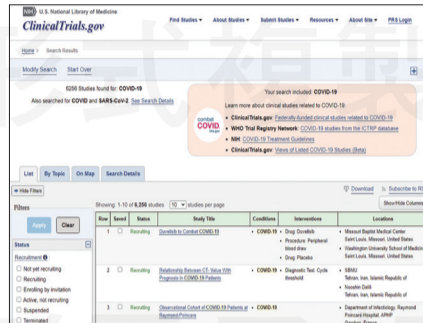 NIH U.S. National Library of Medicine
ClinicalTrials.gov
Find Studies ▾ About Studies ▾ Submit Studies ▾ Resources ▾ About Site ▾ PRS Login
Home > Search Results
Modify Search Start Over
6256 Studies found for: COVID-19
Also searched for COVID and SARS-CoV-2. See Search Details
combat
COVID
Your search included: COVID-19
Learn more about clinical studies related to COVID-19:
• ClinicalTrials.gov: Federally-funded clinical studies related to COVID-19
• WHO Trial Registry Network: COVID-19 studies from the ICTRP database
• NIH: COVID-19 Treatment Guidelines
• ClinicalTrials.gov: Views of Listed COVID-19 Studies (Beta)
List By Topic On Map Search Details
Hide Filters
Download Subscribe to RS
Showing: 1-10 of 6,256 studies 10 studies per page
Show/Hide Columns
Filters
Apply Clear
Status
Recruitment
Not yet recruiting
Recruiting
Enrolling by invitation
Active, not recruiting
Suspended
Terminated
Row Saved Status Study Title Conditions Interventions Locations
1 Recruiting Duvelisib to Combat COVID-19 • COVID-19 • Drug: Duvelisib
• Procedure: Peripheral blood draw
• Drug: Placebo
• Missouri Baptist Medical Center
Saint Louis, Missouri, United States
• Washington University School of Medicine
Saint Louis, Missouri, United States
2 Recruiting Relationship Between CT- Value With Prognosis in COVID-19 Patients • COVID-19 • Diagnostic Test: Cycle threshold
• SBMU
Tehran, Iran, Islamic Republic of
Tehran, Iran, Islamic Republic of
3 Recruiting Observational Cohort of COVID-19 Patients at Raymond-Poincare • COVID-19
• Department of Infectiology, Raymond Poincaré Hospital, APHP